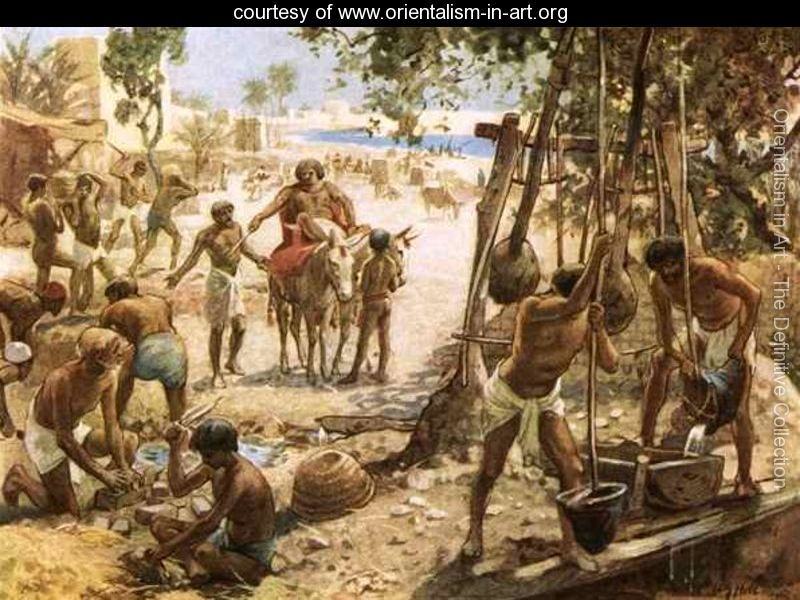 courtesy of www.orientalism-in-art.org
Orientalism in Art - The Definitive Collection